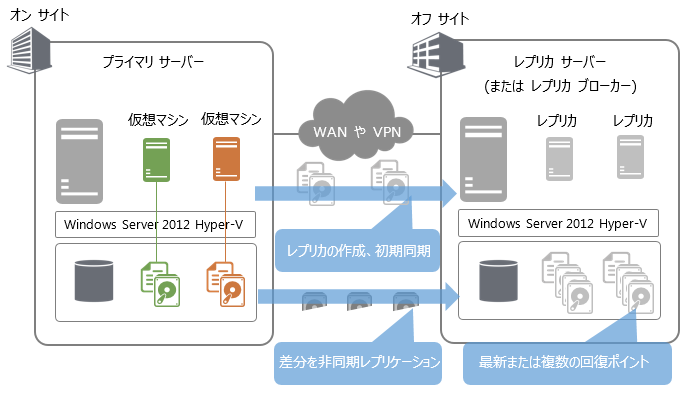 オン サイト
オフ サイト
プライマリ サーバー
レプリカ サーバー
(または レプリカ ブローカー)
仮想マシン
仮想マシン
WAN や VPN
レプリカ
レプリカ
Windows Server 2012 Hyper-V
Windows Server 2012 Hyper-V
レプリカの作成、初期同期
差分を非同期レプリケーション
最新または複数の回復ポイント